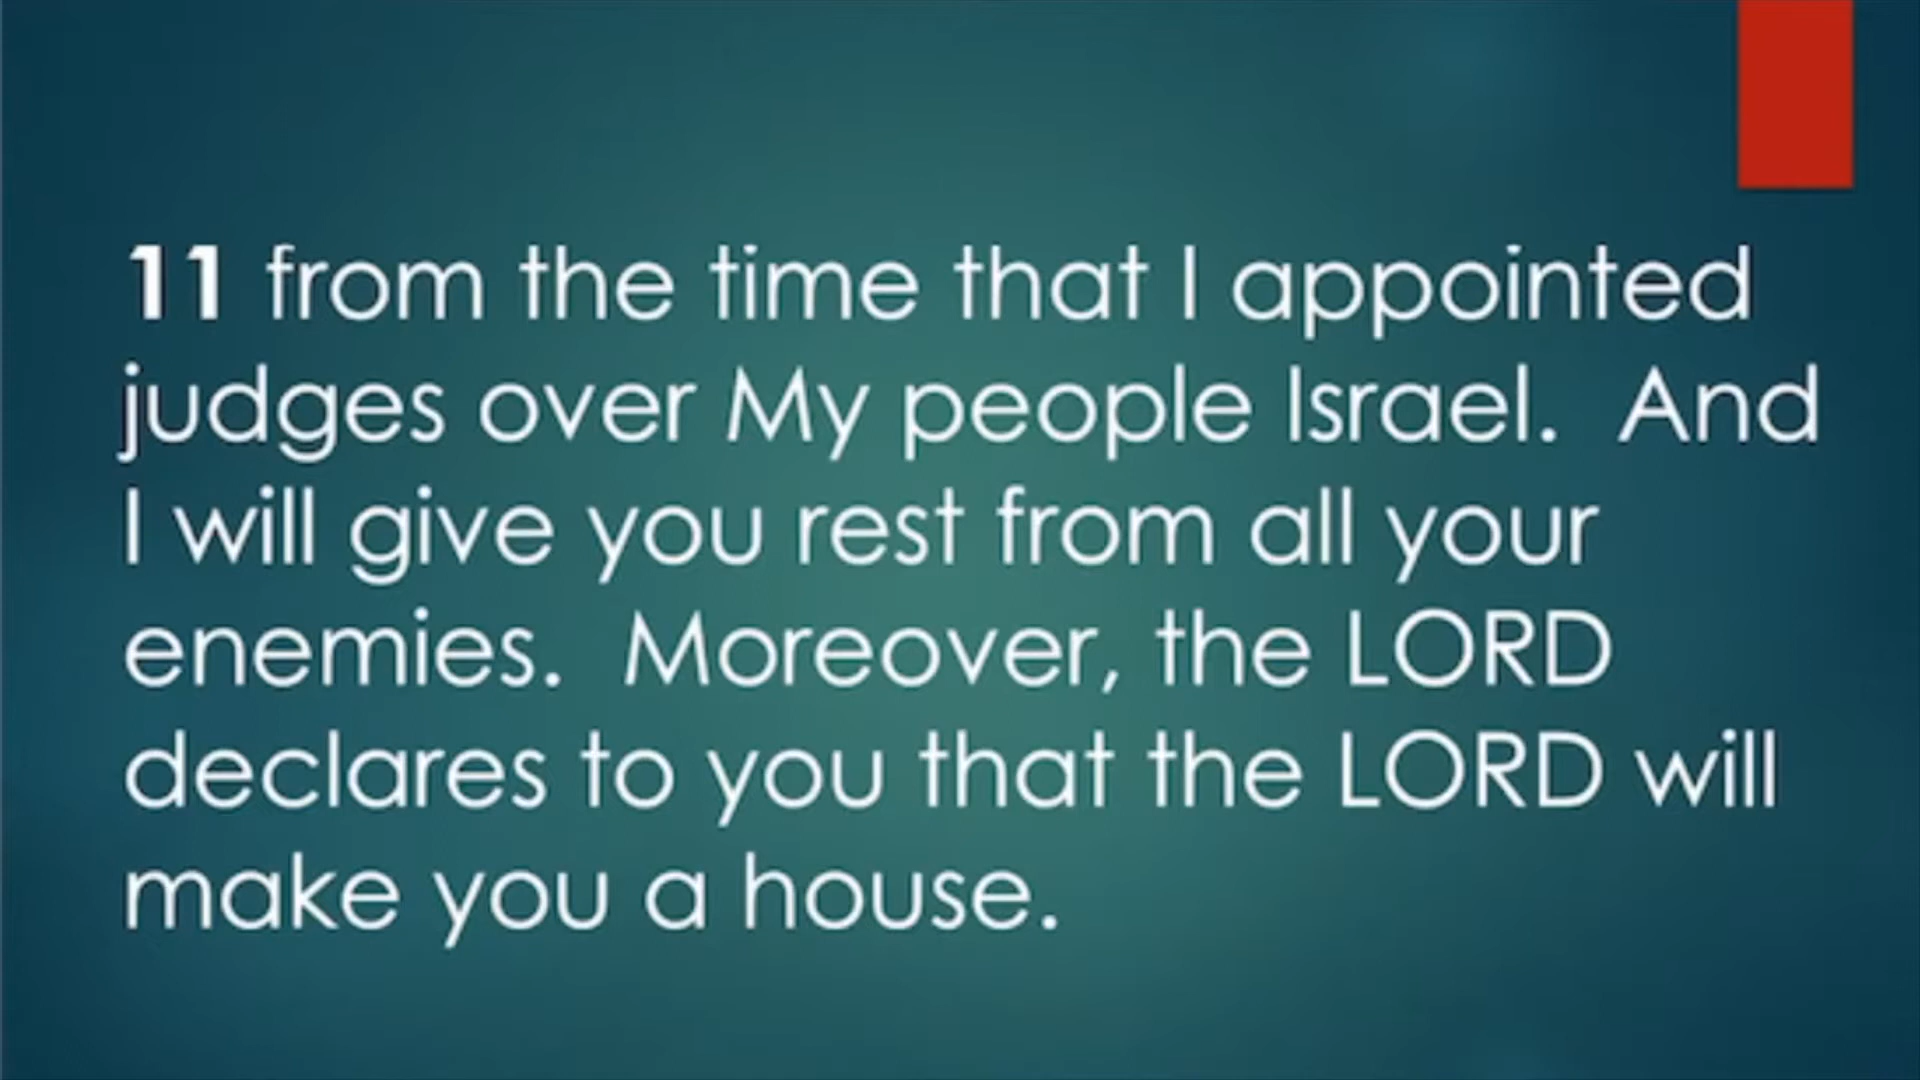 11 from the time that I appointed
judges over My people Israel.  And
I will give you rest from all your
enemies.  Moreover, the LORD
declares to you that the LORD will
make you a house.